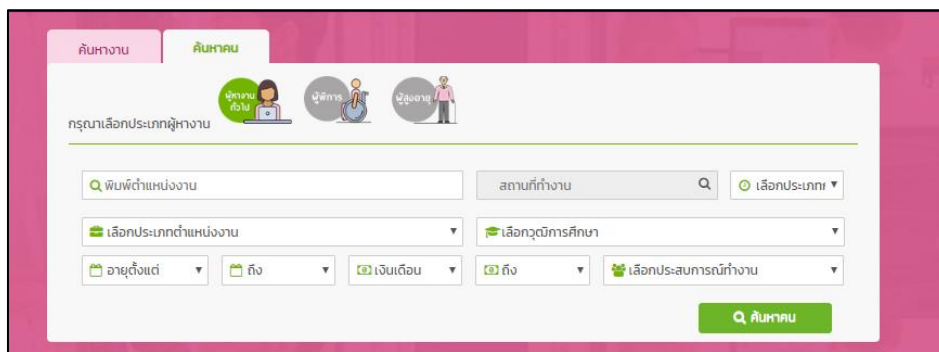 ค้นหางาน
ค้นหาคน
ผู้หางาน
ทั่วไป
ผู้พิการ
ผู้สูงอายุ
กรุณาเลือกประเภทผู้หางาน
พิมพ์ตำแหน่งงาน
สถานที่ทำงาน
เลือกประเภท
เลือกประเภทตำแหน่งงาน
เลือกวุฒิการศึกษา
อายุตั้งแต่
ถึง
เงินเดือน
ถึง
เลือกประสบการณ์ทำงาน
ค้นหาคน